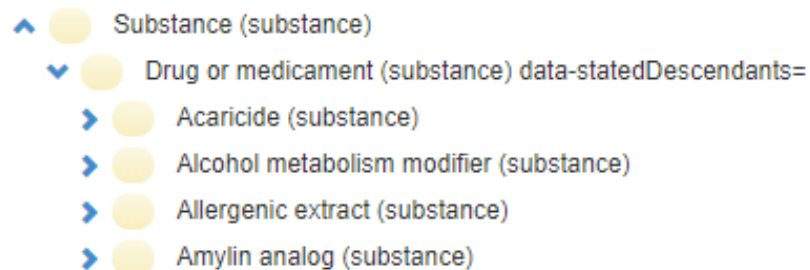 Substance (substance)
Drug or medicament (substance) data-statedDescendants=
Acaricide (substance)
Alcohol metabolism modifier (substance)
Allergenic extract (substance)
Amylin analog (substance)